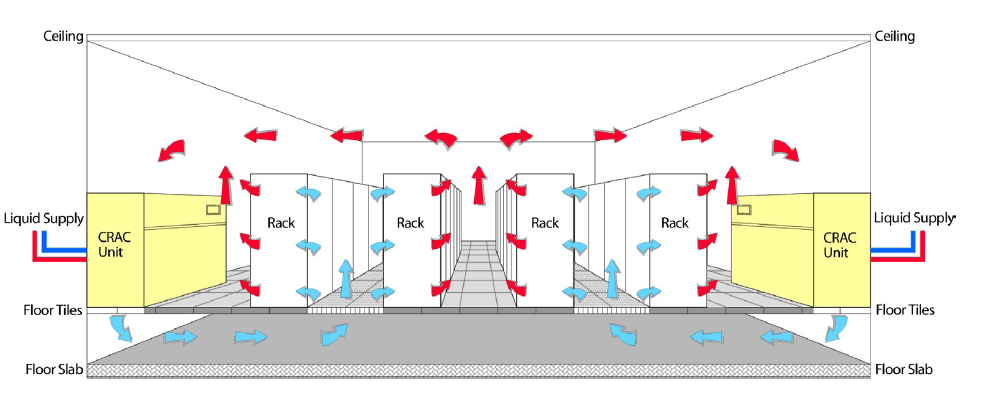 Ceiling
Ceiling
Liquid Supply
Liquid Supply
CRAC
Unit
Rack
Rack
Rack
Rack
CRAC
Unit
Floor Tiles
Floor Tiles
Floor Slab
Floor Slab